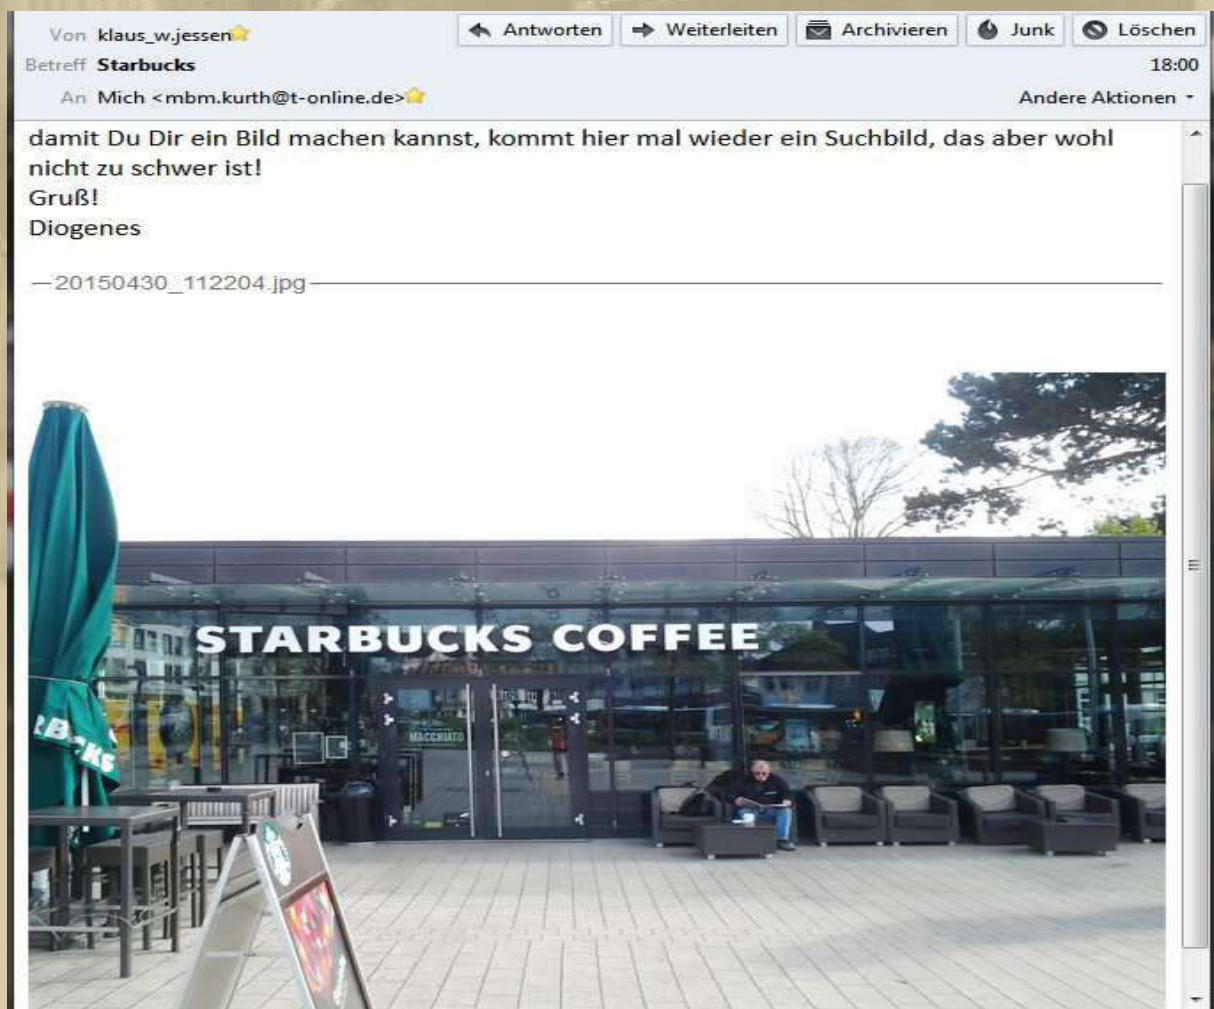 Von klaus_w.jessen
Antworten Weiterleiten Archivieren Junk Löschen
Betreff Starbucks 18:00
An Mich <mbm.kurth@t-online.de> Andere Aktionen
damit Du Dir ein Bild machen kannst, kommt hier mal wieder ein Suchbild, das aber wohl
nicht zu schwer ist!
Gruß!
Diogenes
20150430_112204.jpg
STARBUCKS COFFEE
MACCHIATO